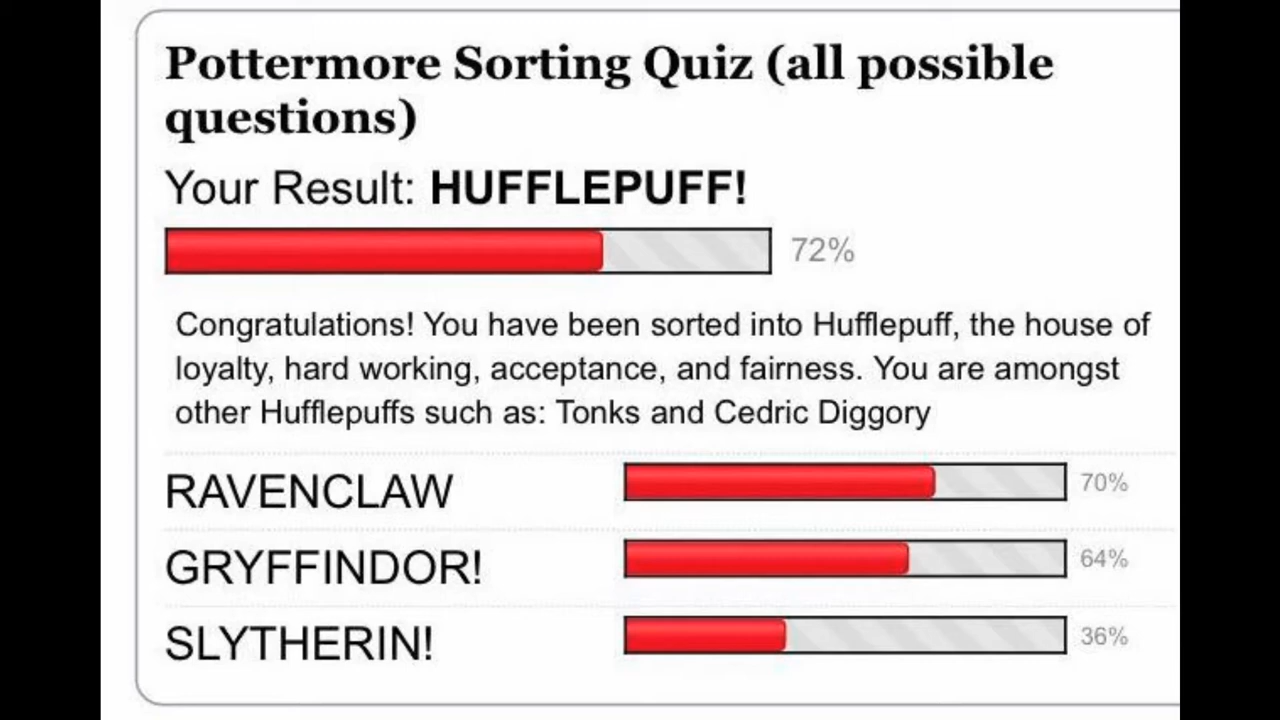 Pottermore Sorting Quiz (all possible
questions)
Your Result: HUFFLEPUFF!
72%
Congratulations! You have been sorted into Hufflepuff, the house of
loyalty, hard working, acceptance, and fairness. You are amongst
other Hufflepuffs such as: Tonks and Cedric Diggory
RAVENCLAW 70%
GRYFFINDOR! 64%
SLYTHERIN! 36%